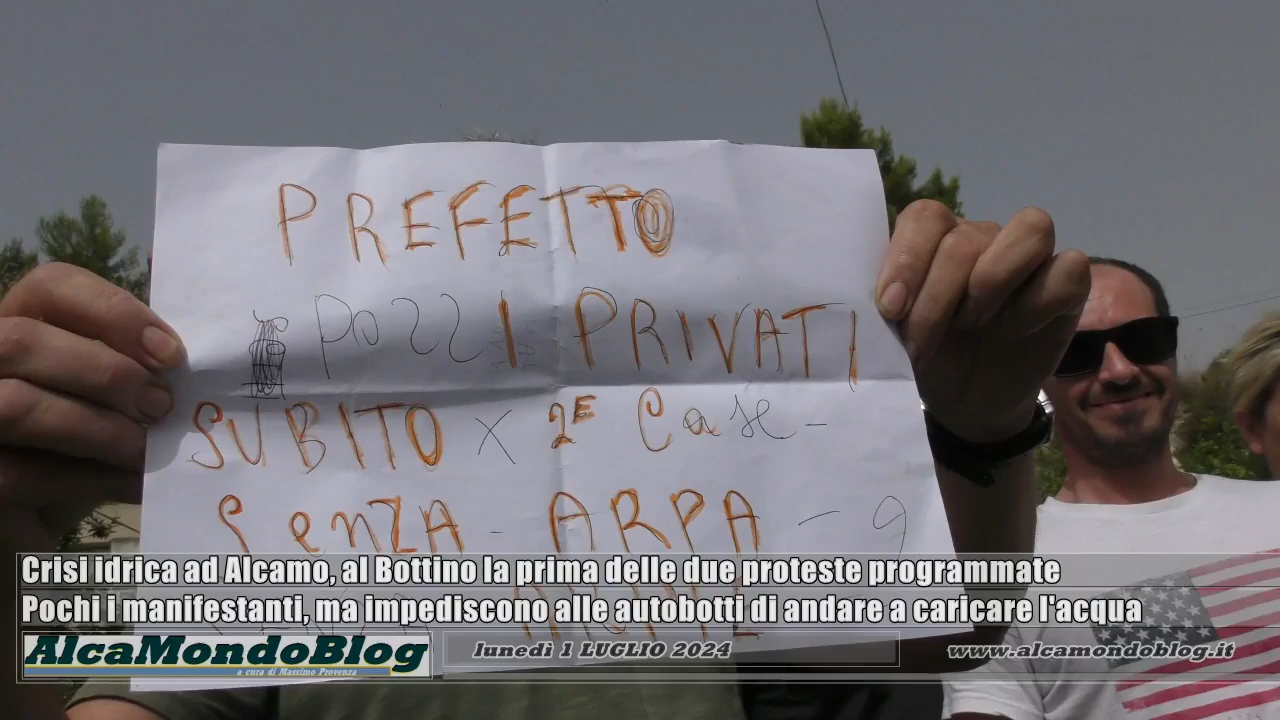 PREFETTO
POZZI PRIVATI
SUBITO X 2E Case -
SenZA - ARPA -
Crisi idrica ad Alcamo, al Bottino la prima delle due proteste programmate
Pochi i manifestanti, ma impediscono alle autobotti di andare a caricare l'acqua
AlcaMondoBlog
a cura di Massimo Provenza
lunedì 1 LUGLIO 2024
www.alcamondoblog.it